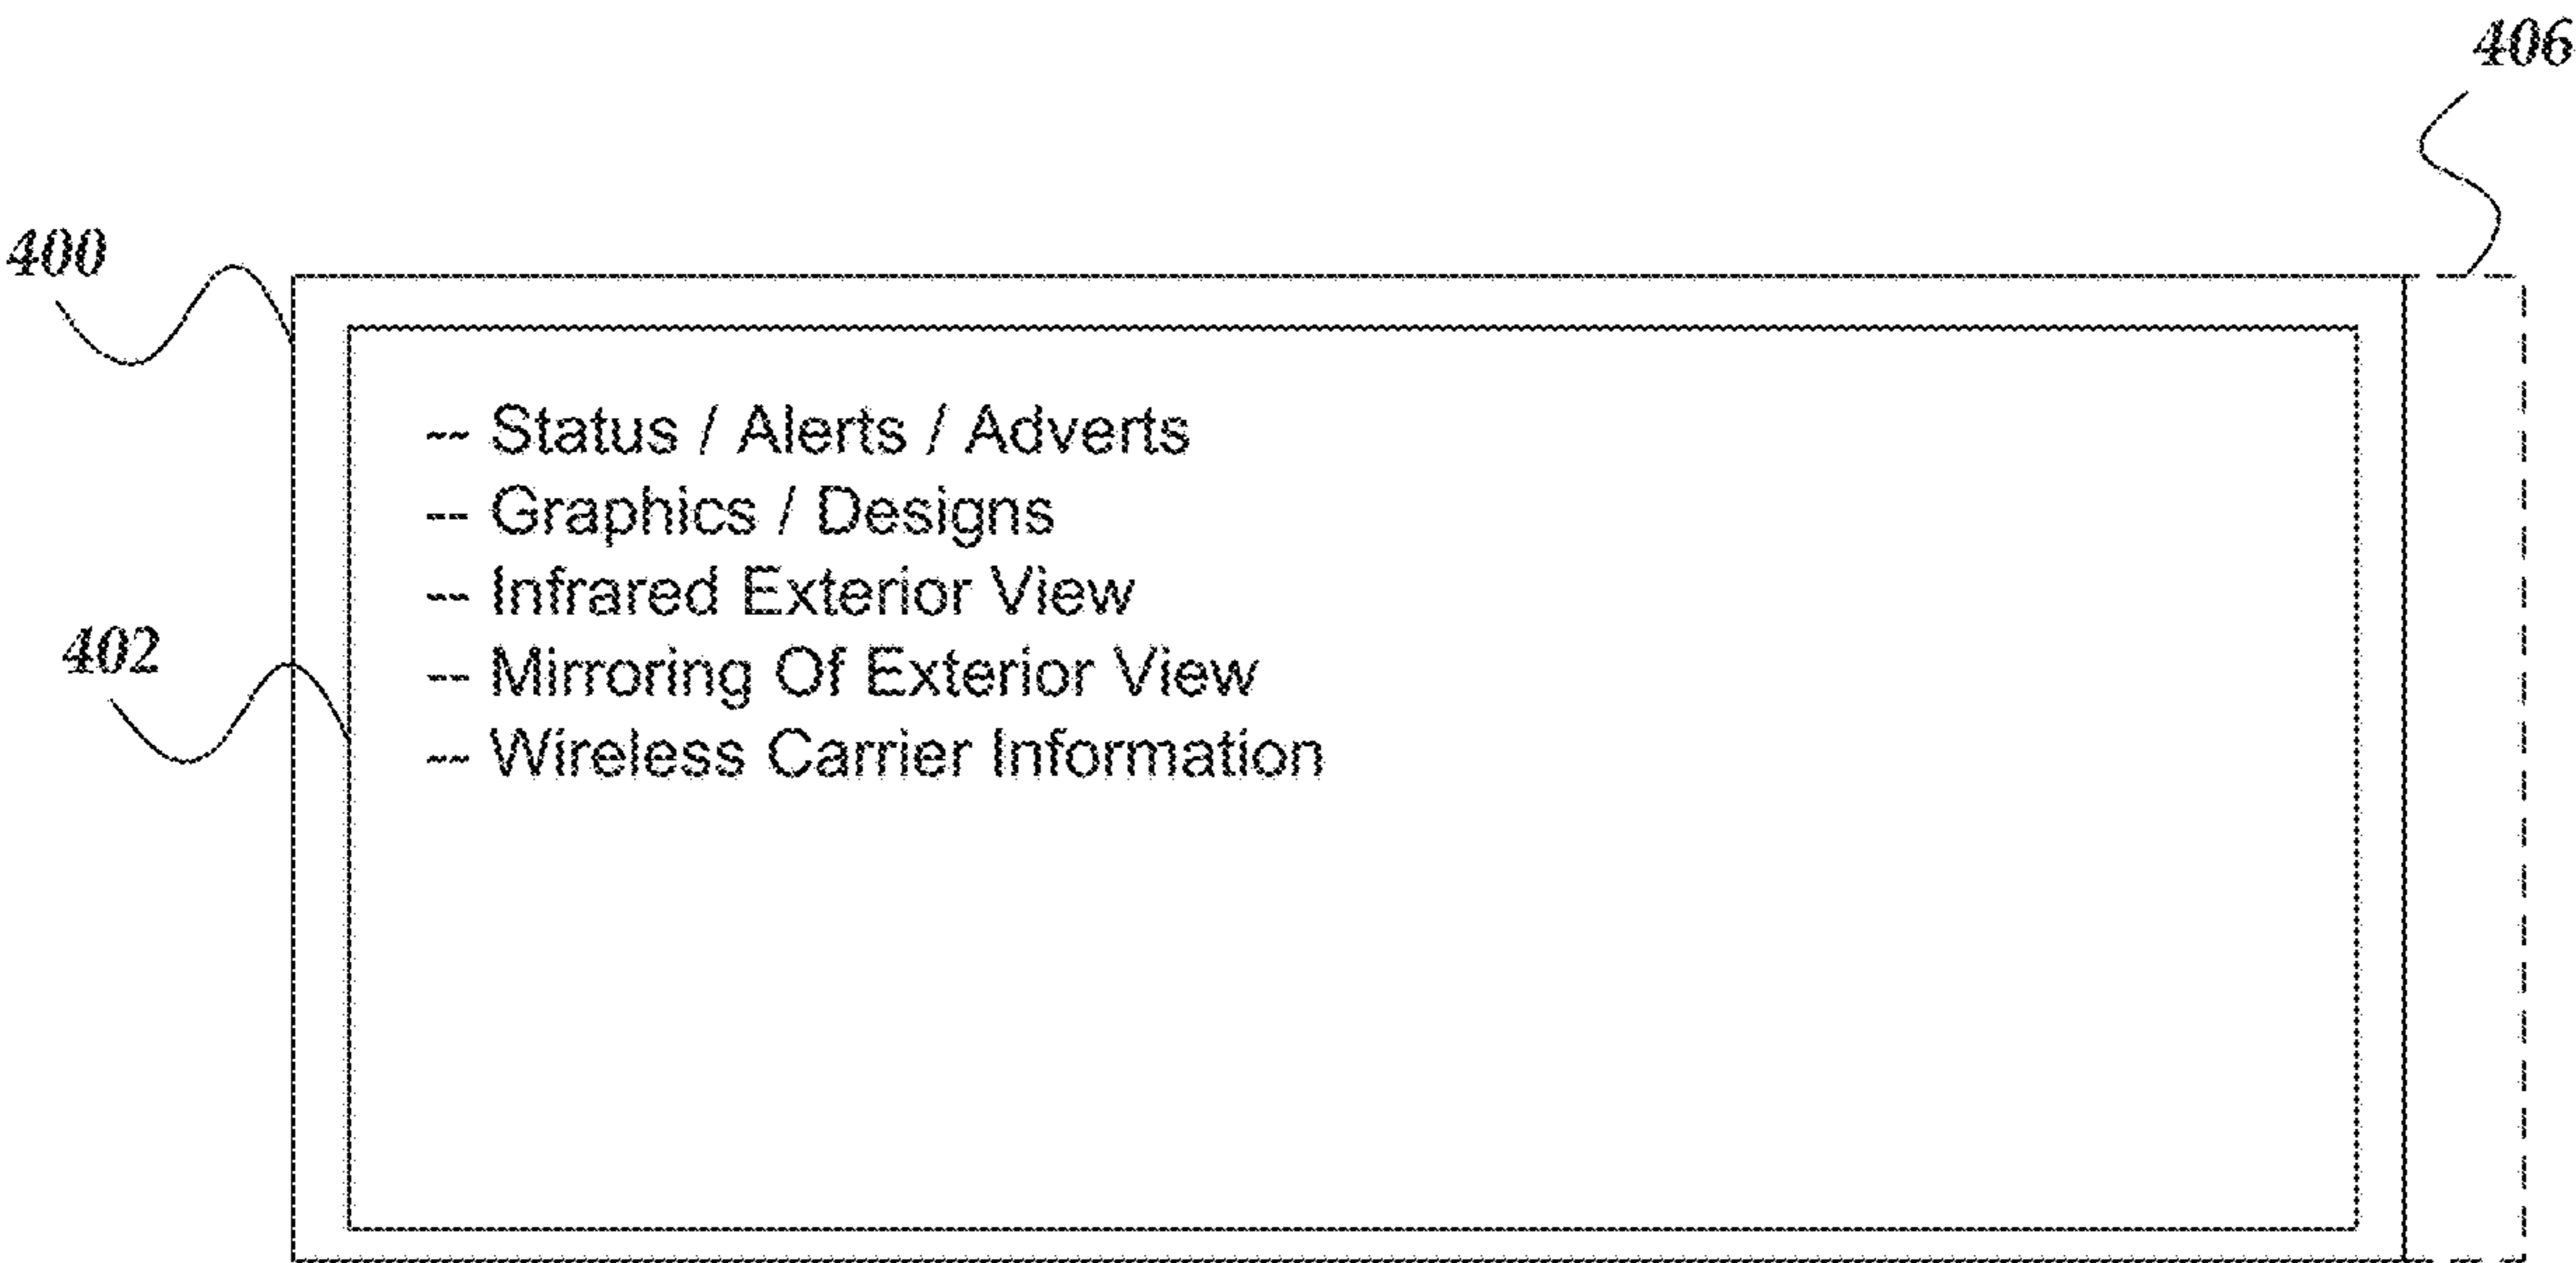 406
400
-- Status / Alerts / Adverts
-- Graphics / Designs
-- Infrared Exterior View
402
-- Mirroring Of Exterior View
-- Wireless Carrier Information